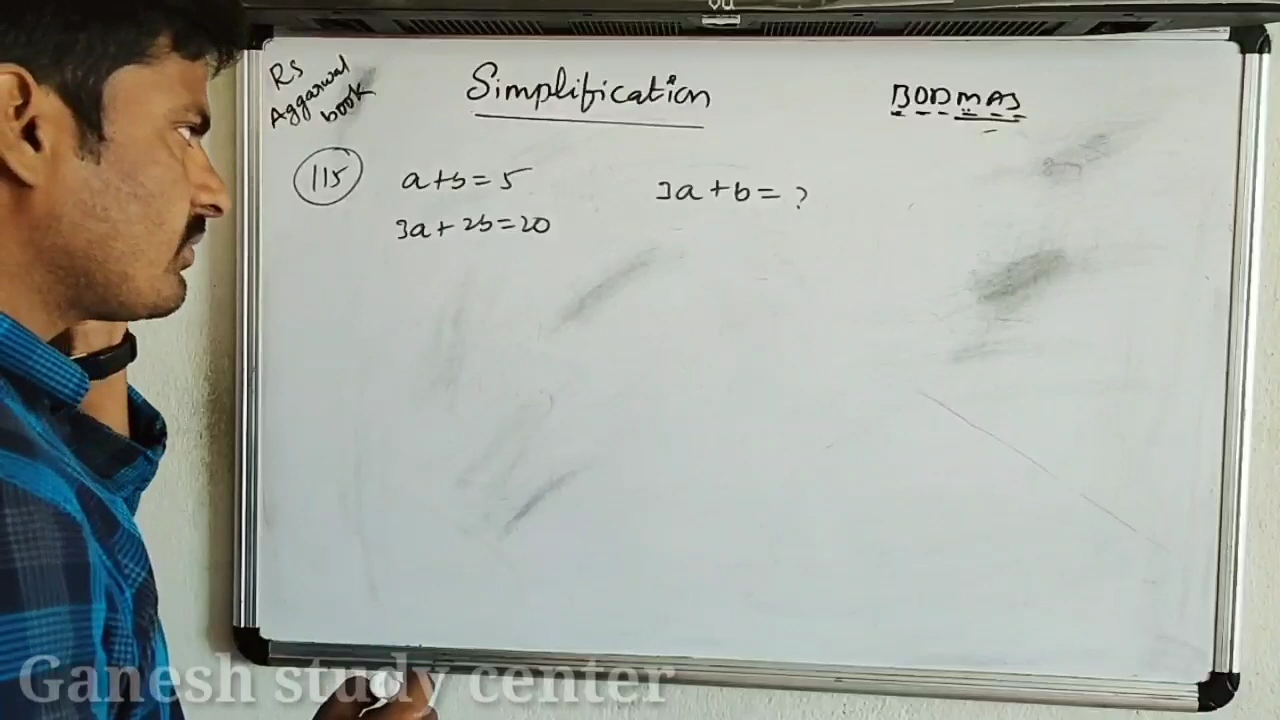 RS
Aggarwal
book
Simplification
BODMAS
115
a+b=5
3a+b=?
3a+2b=20
Ganesh study center